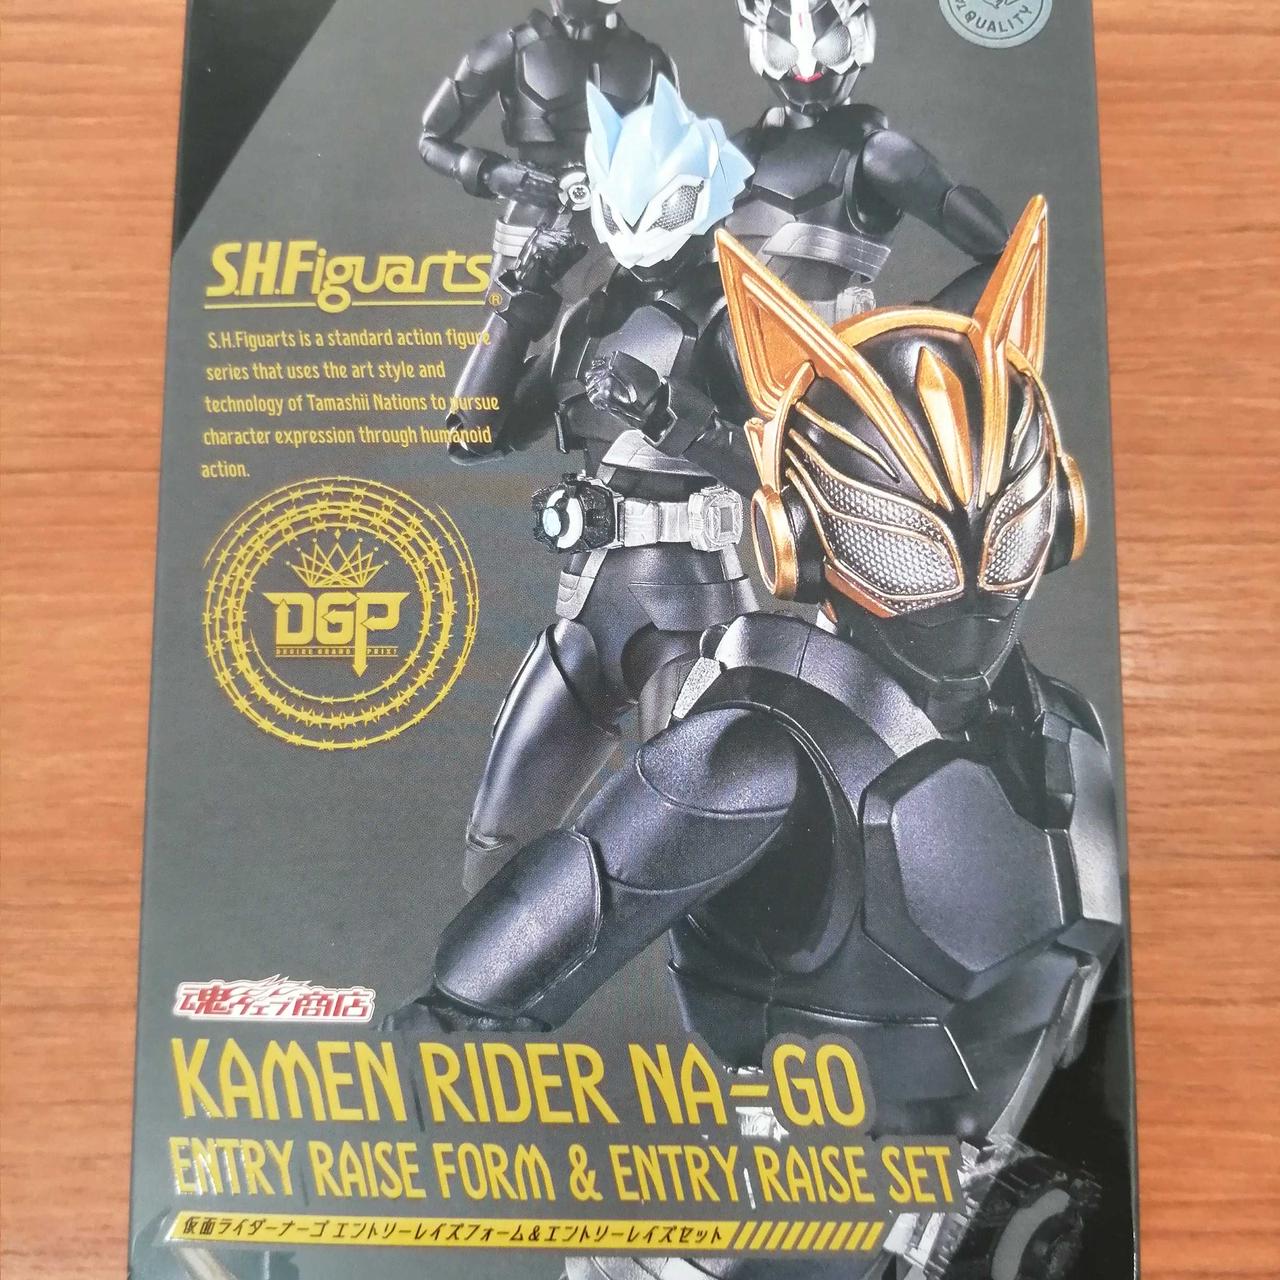 QUALITY
S.H.Figuarts®
S.H.Figuarts is a standard action figure
series that uses the art style and
technology of Tamashii Nations to pursue
character expression through humanoid
action.
DGP
DESIRE GRAND PRIX!
魂ウェブ商店
KAMEN RIDER NA-GO
ENTRY RAISE FORM & ENTRY RAISE SET
仮面ライダーナーゴ エントリーレイズフォーム&エントリーレイズセット